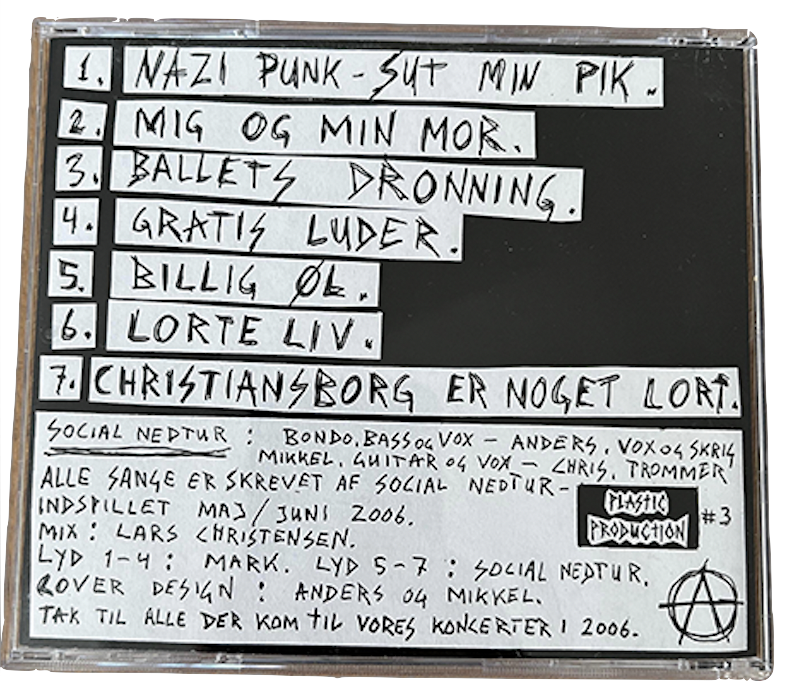 1. NAZI PUNK - SUT MIN PIK.
2. MIG OG MIN MOR.
3. BALLETS DRONNING.
4. GRATIS LUDER.
5. BILLIG ØL.
6. LORTE LIV.
7. CHRISTIANSBORG ER NOGET LORT.
SOCIAL NEDTUR : BONDO, BASS OG VOX – ANDERS, VOX OG SKRIG
MIKKEL, GUITAR OG VOX – CHRIS, TROMMER
ALLE SANGE ER SKREVET AF SOCIAL NEDTUR –
INDSPILLET MAJ/JUNI 2006.
PLASTIC
PRODUCTION #3
MIX : LARS CHRISTENSEN.
LYD 1-4 : MARK. LYD 5-7 : SOCIAL NEDTUR.
COVER DESIGN : ANDERS OG MIKKEL.
TAK TIL ALLE DER KOM TIL VORES KONCERTER I 2006.
A